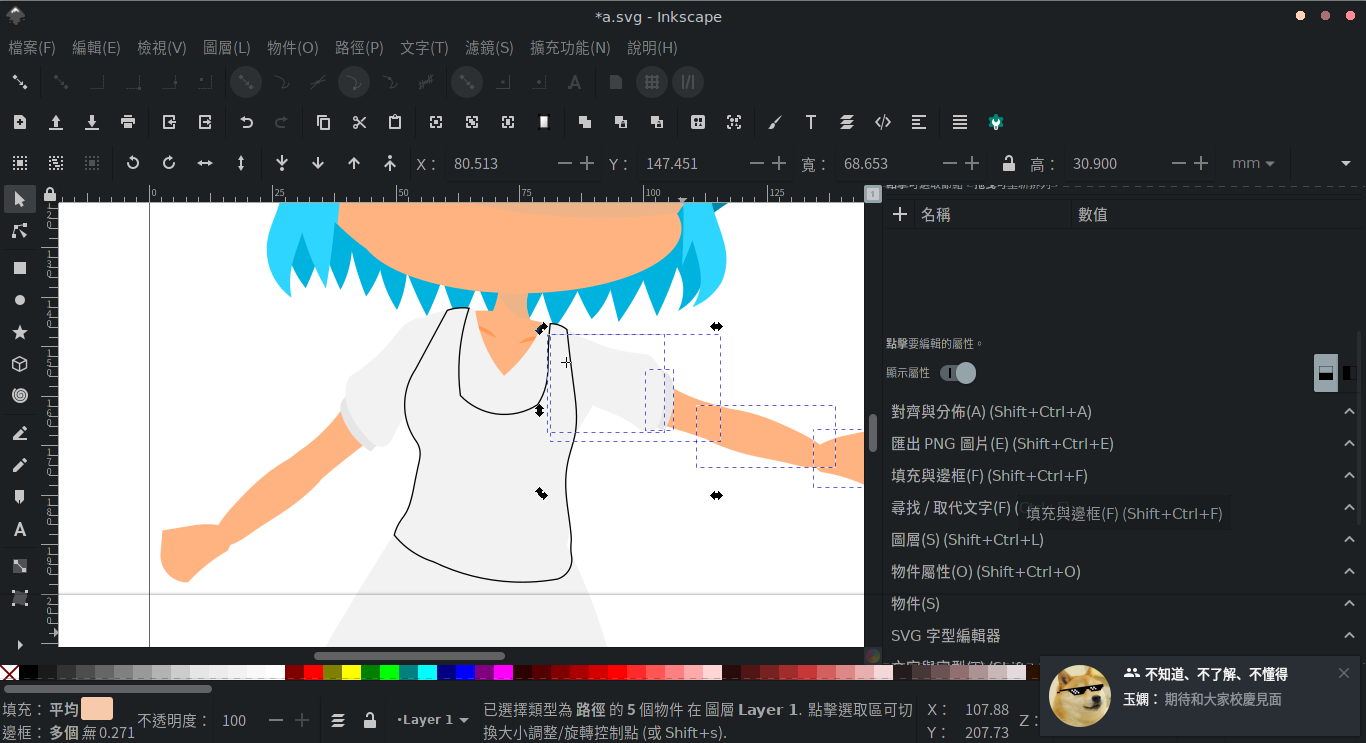 *a.svg - Inkscape
檔案(F) 編輯(E) 檢視(V) 圖層(L) 物件(O) 路徑(P) 文字(T) 濾鏡(S) 擴充功能(N) 說明(H)
X： 80.513 Y： 147.451 寬： 68.653 高： 30.900 mm
0 25 50 75 100 125
1
名稱 數值
點擊要編輯的屬性。
顯示屬性
對齊與分佈(A) (Shift+Ctrl+A)
匯出 PNG 圖片(E) (Shift+Ctrl+E)
填充與邊框(F) (Shift+Ctrl+F)
尋找 / 取代文字(F) (
填充與邊框(F) (Shift+Ctrl+F)
圖層(S) (Shift+Ctrl+L)
物件屬性(O) (Shift+Ctrl+O)
物件(S)
SVG 字型編輯器
不知道、不了解、不懂得
玉嫻： 期待和大家校慶見面
填充： 平均
邊框： 多個 無 0.271
不透明度： 100
•Layer 1
已選擇類型為 路徑 的 5 個物件 在 圖層 Layer 1. 點擊選取區可切
換大小調整/旋轉控制點 (或 Shift+s).
X： 107.88
Y： 207.73
Z：